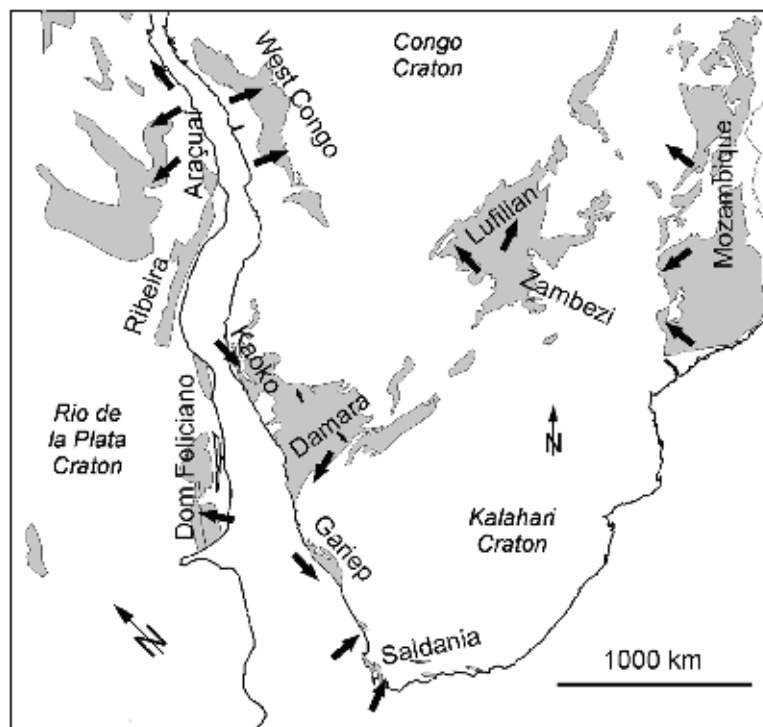 Congo
Craton
West Congo
Araçuaí
Mozambique
Lufilian
Zambezi
Ribeira
Kaoko
Damara
Rio de
la Plata
Craton
Dom Feliciano
N
Kalahari
Craton
Gariep
N
Saldania
1000 km